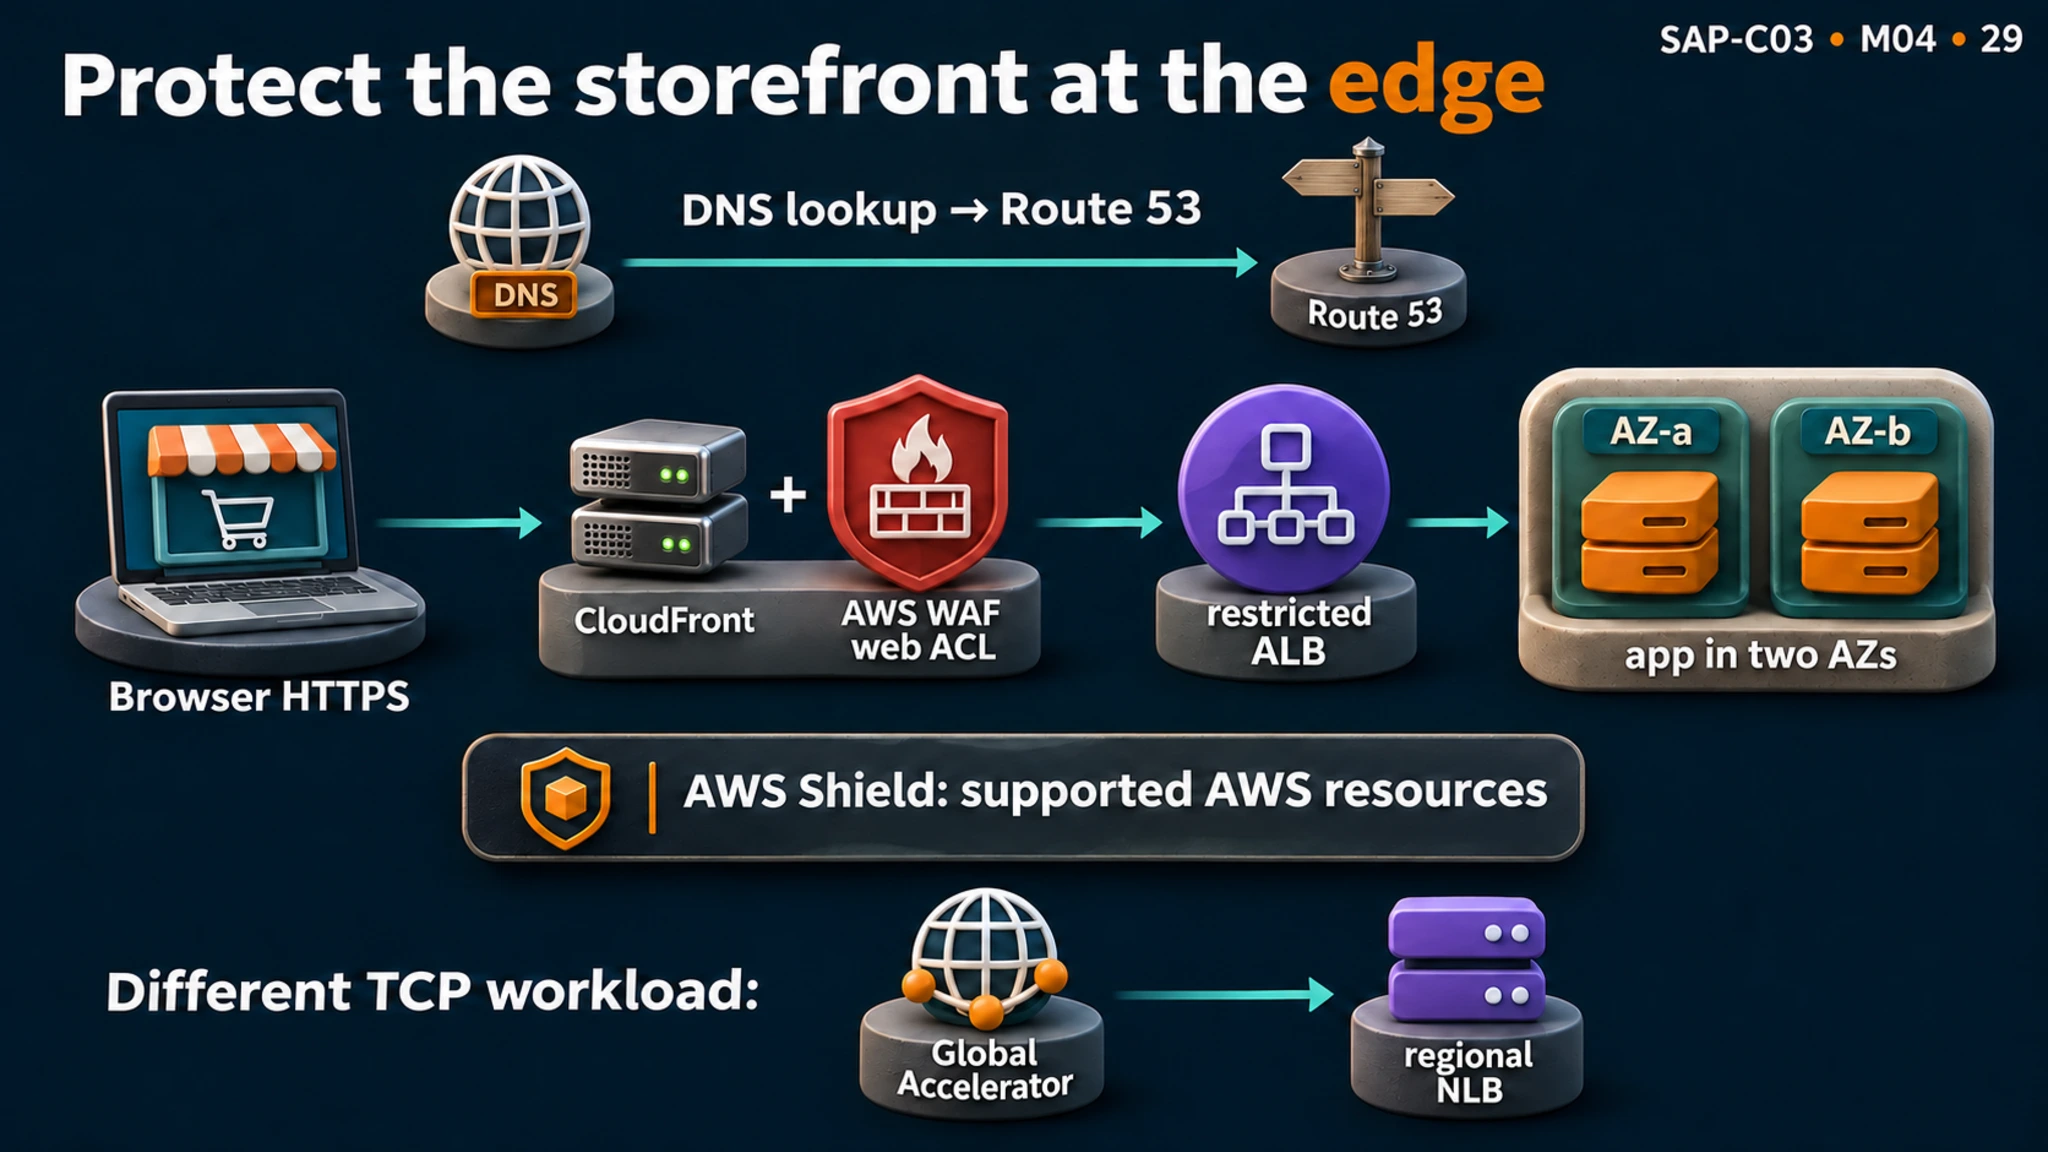 SAP-C03 • M04 • 29
Protect the storefront at the edge
DNS lookup → Route 53
DNS
Route 53
AZ-a
AZ-b
+
CloudFront
AWS WAF
web ACL
restricted
ALB
app in two AZs
Browser HTTPS
AWS Shield: supported AWS resources
Different TCP workload:
Global
Accelerator
regional
NLB